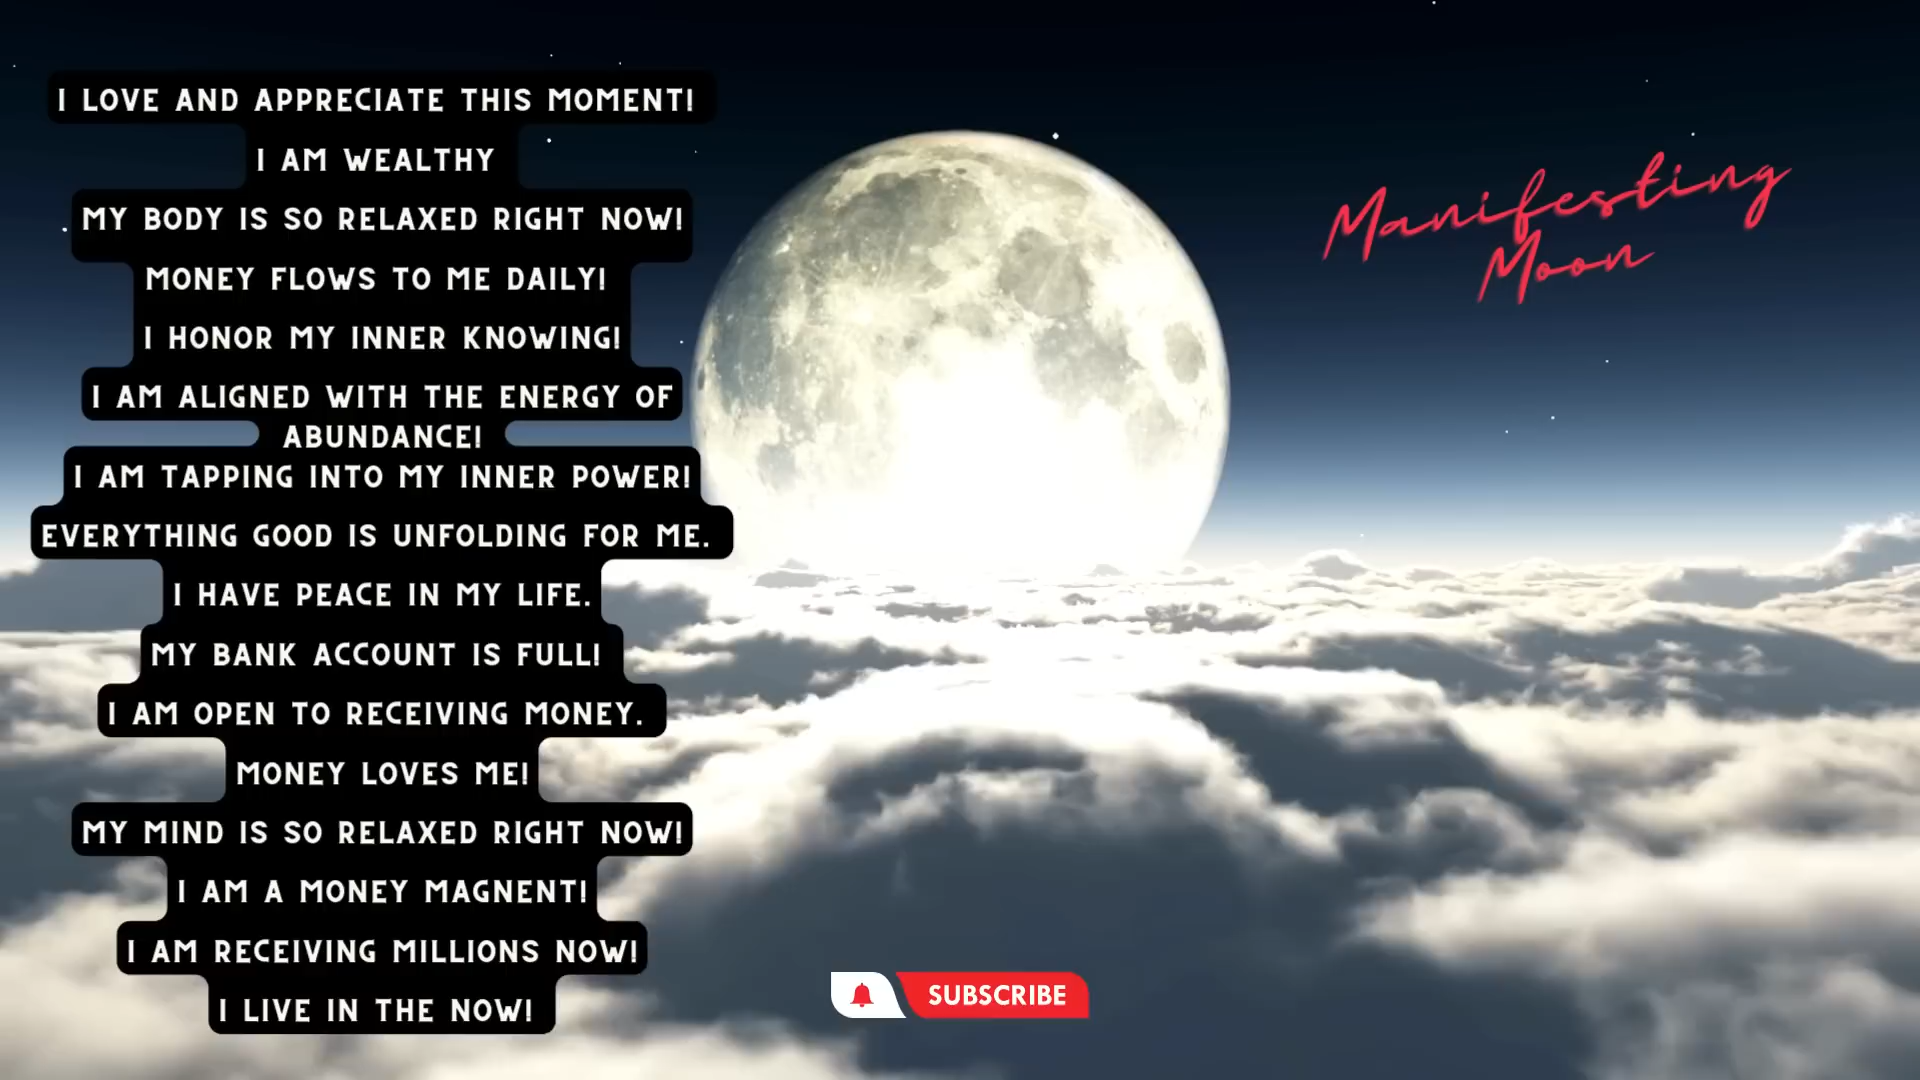 I LOVE AND APPRECIATE THIS MOMENT!
I AM WEALTHY
MY BODY IS SO RELAXED RIGHT NOW!
MONEY FLOWS TO ME DAILY!
I HONOR MY INNER KNOWING!
I AM ALIGNED WITH THE ENERGY OF
ABUNDANCE!
I AM TAPPING INTO MY INNER POWER!
EVERYTHING GOOD IS UNFOLDING FOR ME.
I HAVE PEACE IN MY LIFE.
MY BANK ACCOUNT IS FULL!
I AM OPEN TO RECEIVING MONEY.
MONEY LOVES ME!
MY MIND IS SO RELAXED RIGHT NOW!
I AM A MONEY MAGNENT!
I AM RECEIVING MILLIONS NOW!
I LIVE IN THE NOW!
Manifesting
Moon
SUBSCRIBE